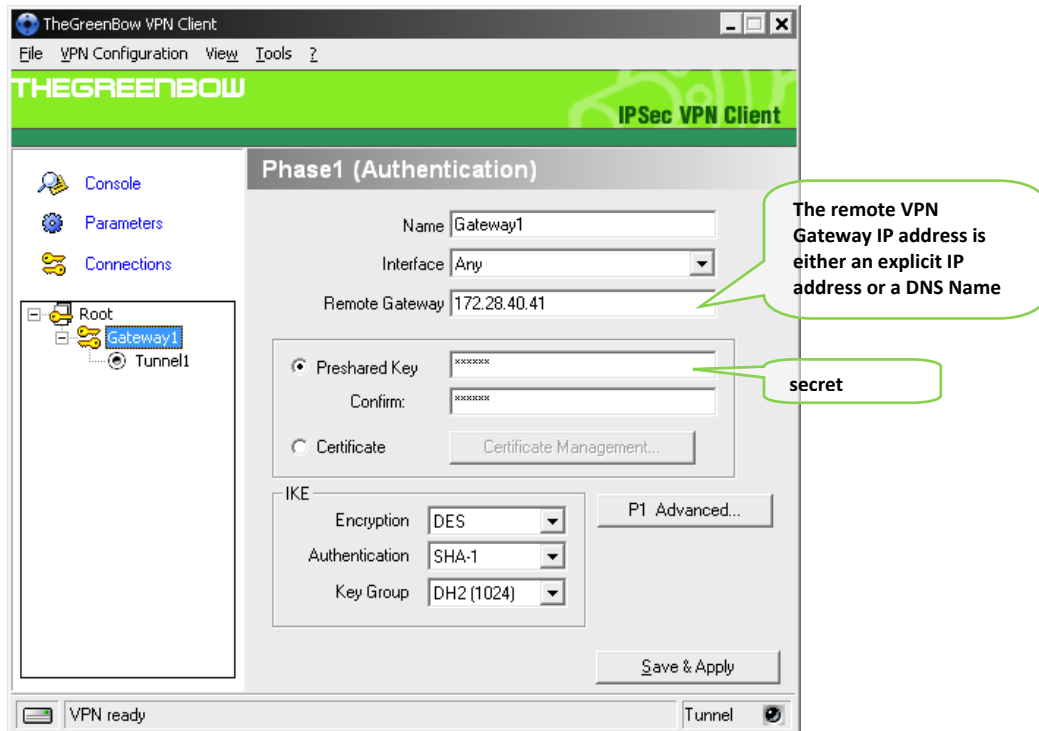 TheGreenBow VPN Client
File VPN Configuration View Tools ?
THEGREENBOW
IPSec VPN Client
Console
Parameters
Connections
Root
Gateway1
Tunnel1
Phase1 (Authentication)
Name Gateway1
Interface Any
Remote Gateway 172.28.40.41
The remote VPN
Gateway IP address is
either an explicit IP
address or a DNS Name
Preshared Key ******
secret
Confirm: ******
Certificate Certificate Management...
IKE
Encryption DES
Authentication SHA-1
Key Group DH2 (1024)
P1 Advanced...
Save & Apply
VPN ready
Tunnel